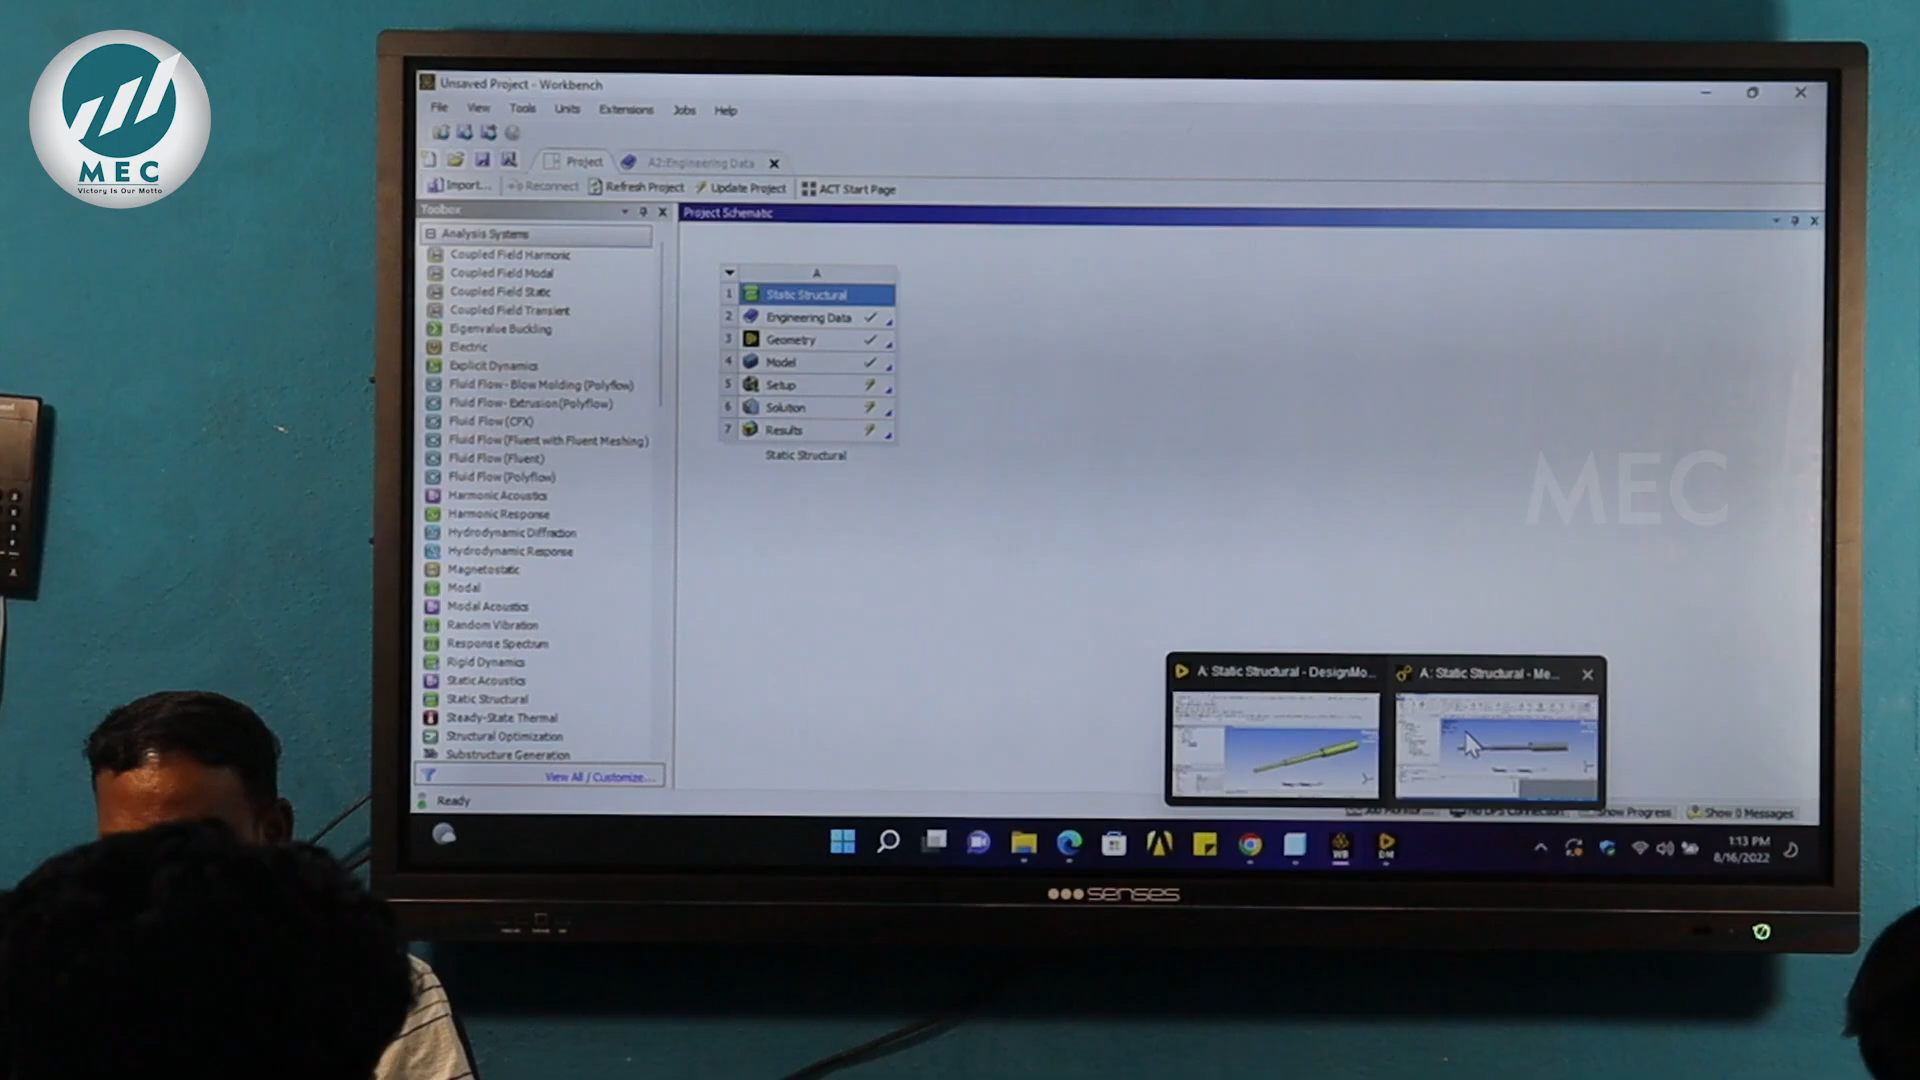 MEC
Victory Is Our Motto
Unsaved Project - Workbench
File View Tools Units Extensions Jobs Help
Project A2:Engineering Data
Import... Reconnect Refresh Project Update Project ACT Start Page
Toolbox
Project Schematic
Analysis Systems
Coupled Field Harmonic
Coupled Field Modal
Coupled Field Static
Coupled Field Transient
Eigenvalue Buckling
Electric
Explicit Dynamics
Fluid Flow - Blow Molding (Polyflow)
Fluid Flow - Extrusion (Polyflow)
Fluid Flow (CFX)
Fluid Flow (Fluent with Fluent Meshing)
Fluid Flow (Fluent)
Fluid Flow (Polyflow)
Harmonic Acoustics
Harmonic Response
Hydrodynamic Diffraction
Hydrodynamic Response
Magnetostatic
Modal
Modal Acoustics
Random Vibration
Response Spectrum
Rigid Dynamics
Static Acoustics
Static Structural
Steady-State Thermal
Structural Optimization
Substructure Generation
View All / Customize...
Ready
A
1 Static Structural
2 Engineering Data
3 Geometry
4 Model
5 Setup
6 Solution
7 Results
Static Structural
MEC
A: Static Structural - DesignMo...
A: Static Structural - Me...
Show Progress
Show 0 Messages
WB
DM
1:13 PM
8/16/2022
senses